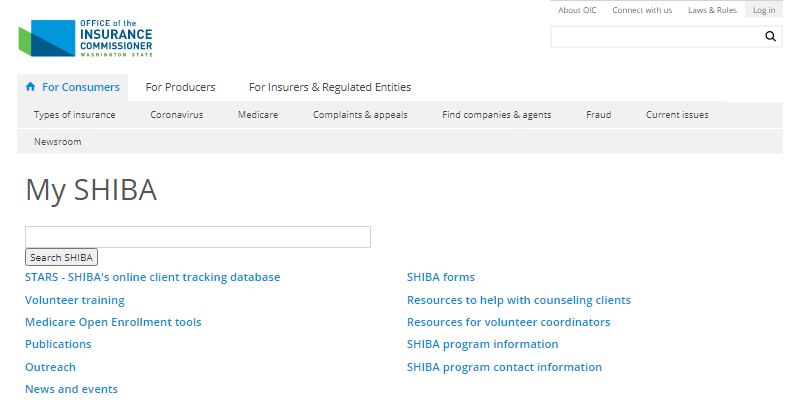 About OIC Connect with us Laws & Rules Log in
OFFICE of the
INSURANCE
COMMISSIONER
WASHINGTON STATE
For Consumers For Producers For Insurers & Regulated Entities
Types of insurance Coronavirus Medicare Complaints & appeals Find companies & agents Fraud Current issues
Newsroom
My SHIBA
Search SHIBA
STARS - SHIBA's online client tracking database SHIBA forms
Volunteer training Resources to help with counseling clients
Medicare Open Enrollment tools Resources for volunteer coordinators
Publications SHIBA program information
Outreach SHIBA program contact information
News and events